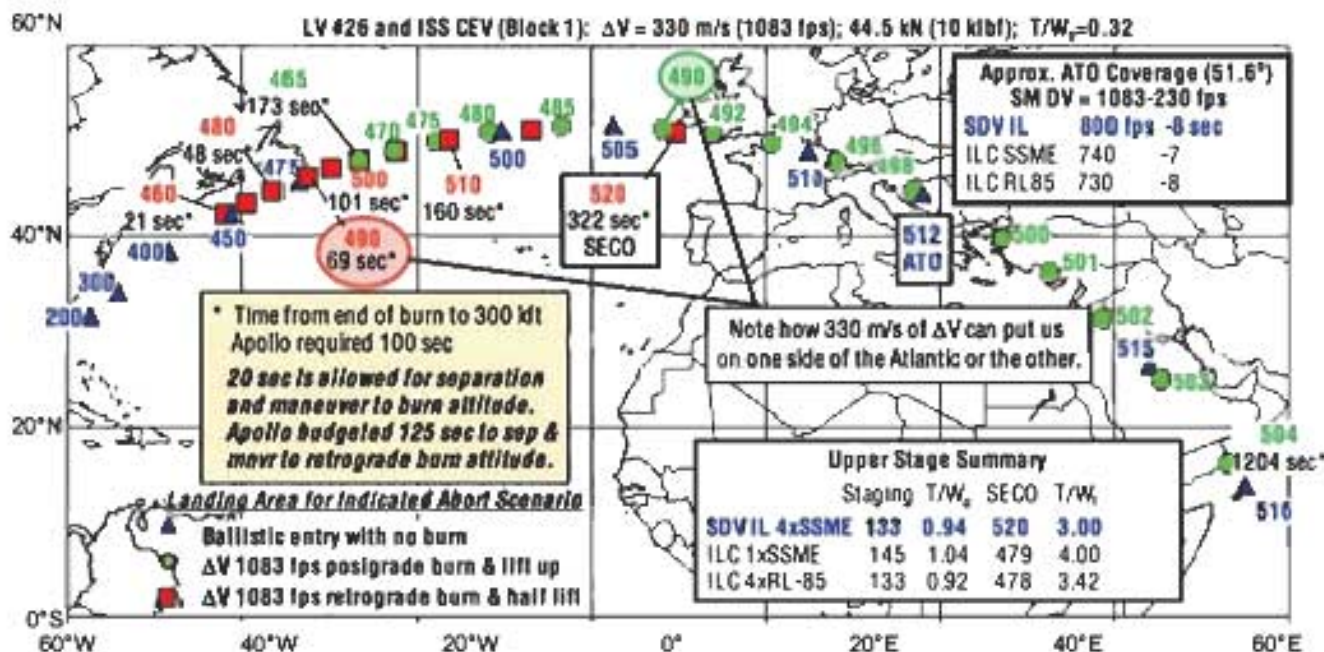 60°N
LV #26 and ISS CEV (Block 1): ΔV = 330 m/s (1083 fps); 44.5 kN (10 klbf); T/W₀=0.32
Approx. ATO Coverage (51.6°)
SM DV = 1083-230 fps
SDV IL 800 fps -6 sec
ILC SSME 740 -7
ILC RL85 730 -8
465
173 sec*
480
48 sec*
475
460
21 sec*
450
400
300
200
101 sec*
500
490
69 sec*
470
475
480
485
500
510
160 sec*
505
490
492
494
510
496
498
520
322 sec*
SECO
512
ATO
500
501
502
515
503
504
1204 sec*
516
40°N
20°N
0°S
* Time from end of burn to 300 kft
Apollo required 100 sec
20 sec is allowed for separation
and maneuver to burn attitude.
Apollo budgeted 125 sec to sep &
mnvr to retrograde burn attitude.
Note how 330 m/s of ΔV can put us
on one side of the Atlantic or the other.
Landing Area for Indicated Abort Scenario
Ballistic entry with no burn
ΔV 1083 fps posigrade burn & lift up
ΔV 1083 fps retrograde burn & half lift
Upper Stage Summary
Staging T/W₀ SECO T/Wf
SDV IL 4xSSME 133 0.94 520 3.00
ILC 1xSSME 145 1.04 479 4.00
ILC 4xRL-85 133 0.92 478 3.42
60°W 40°W 20°W 0° 20°E 40°E 60°E